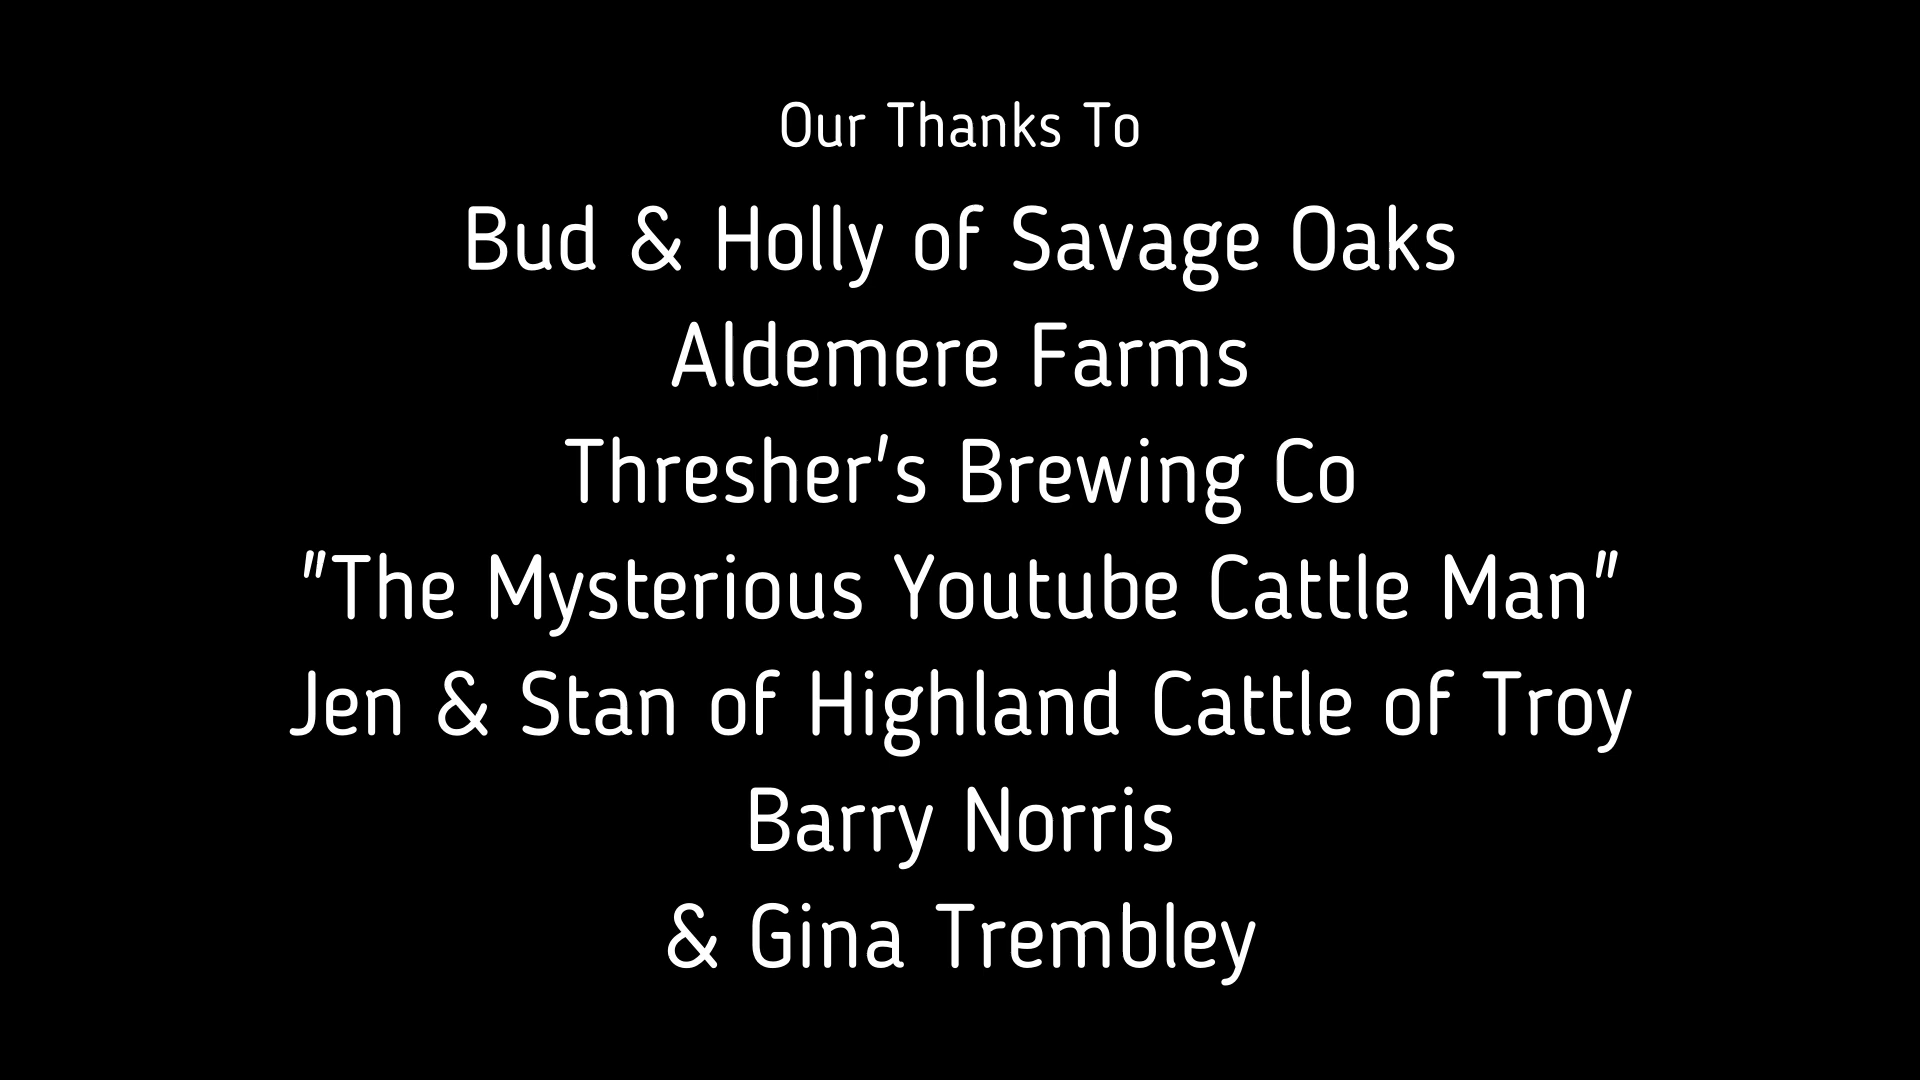 Our Thanks To
Bud & Holly of Savage Oaks
Aldemere Farms
Thresher's Brewing Co
"The Mysterious Youtube Cattle Man"
Jen & Stan of Highland Cattle of Troy
Barry Norris
& Gina Trembley